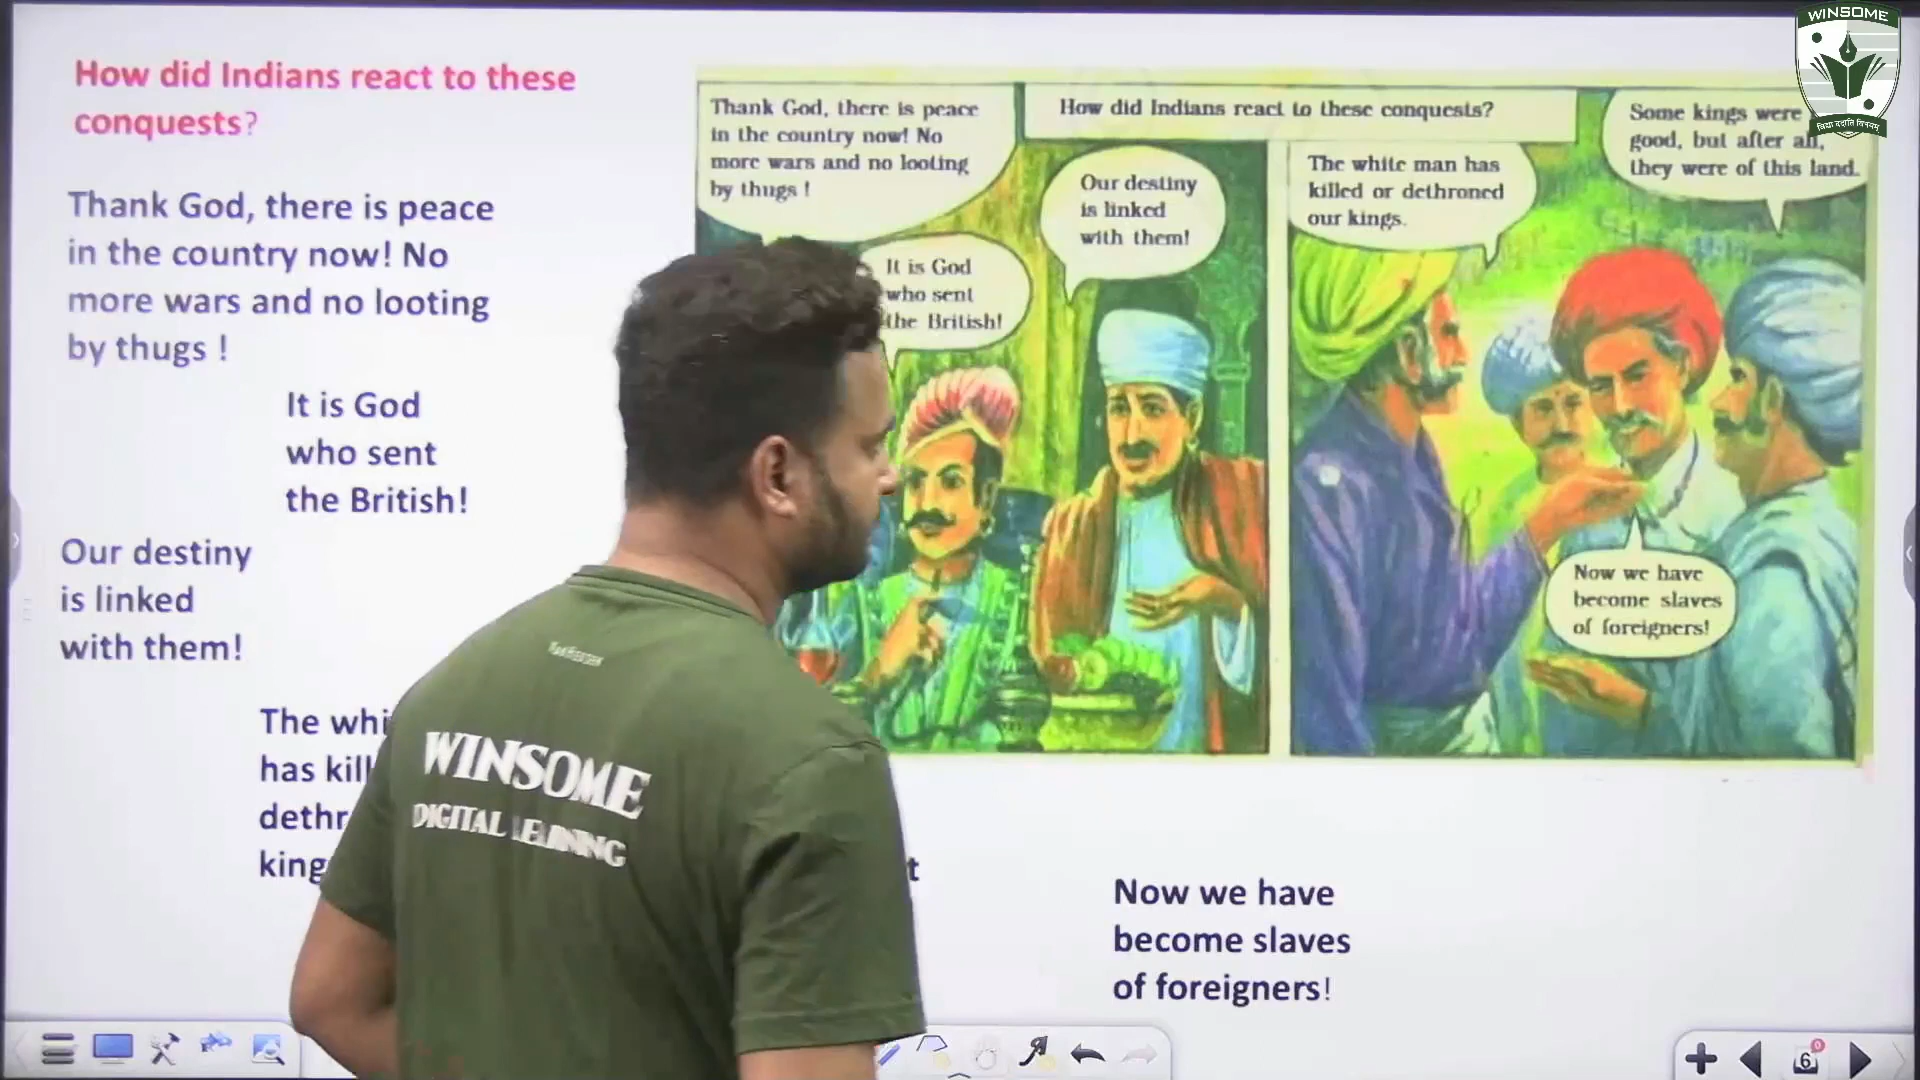 How did Indians react to these
conquests?
Thank God, there is peace
in the country now! No
more wars and no looting
by thugs !
It is God
who sent
the British!
Our destiny
is linked
with them!
The
has
king
Now we have
become slaves
of foreigners!
Thank God, there is peace
in the country now! No
more wars and no looting
by thugs !
It is God
who sent
the British!
Our destiny
is linked
with them!
How did Indians react to these conquests?
The white man has
killed or dethroned
our kings.
Some kings were
good, but after all,
they were of this land.
Now we have
become slaves
of foreigners!
WINSOME
DIGITAL LEARNING
WINSOME
विद्या ददाति विनयम्
6
0